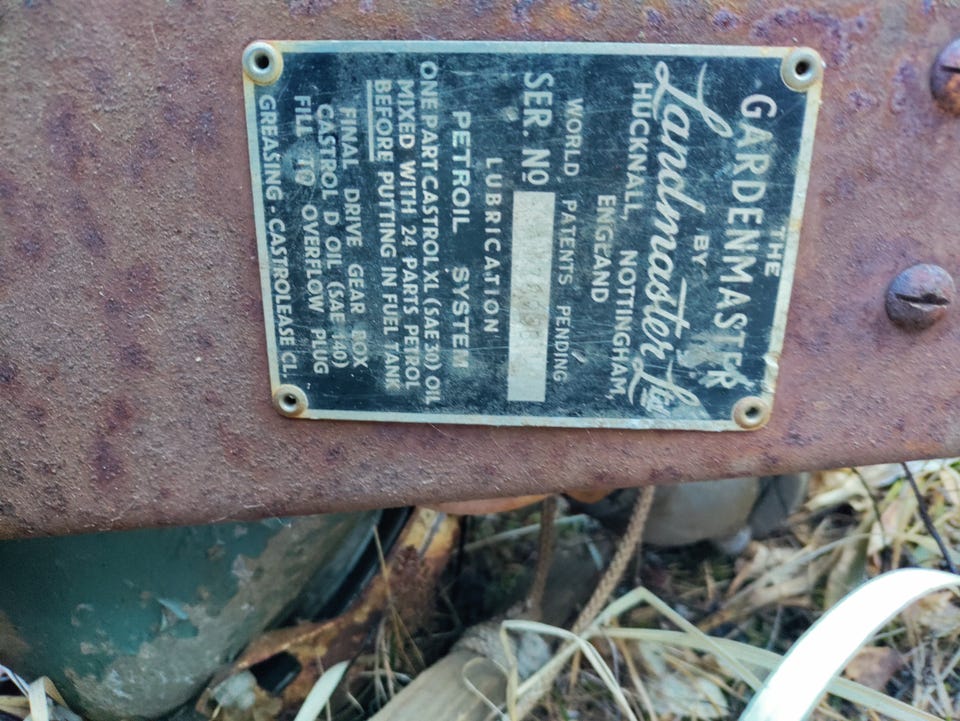 THE
GARDENMASTER
BY
Landmaster Ltd
HUCKNALL, NOTTINGHAM,
ENGLAND
WORLD PATENTS PENDING
SER. NO
LUBRICATION
PETROIL SYSTEM
ONE PART CASTROL XL (SAE 30) OIL
MIXED WITH 24 PARTS PETROL
BEFORE PUTTING IN FUEL TANK
FINAL DRIVE GEAR BOX
CASTROL D OIL (SAE 140)
FILL TO OVERFLOW PLUG
GREASING - CASTROLEASE CL.